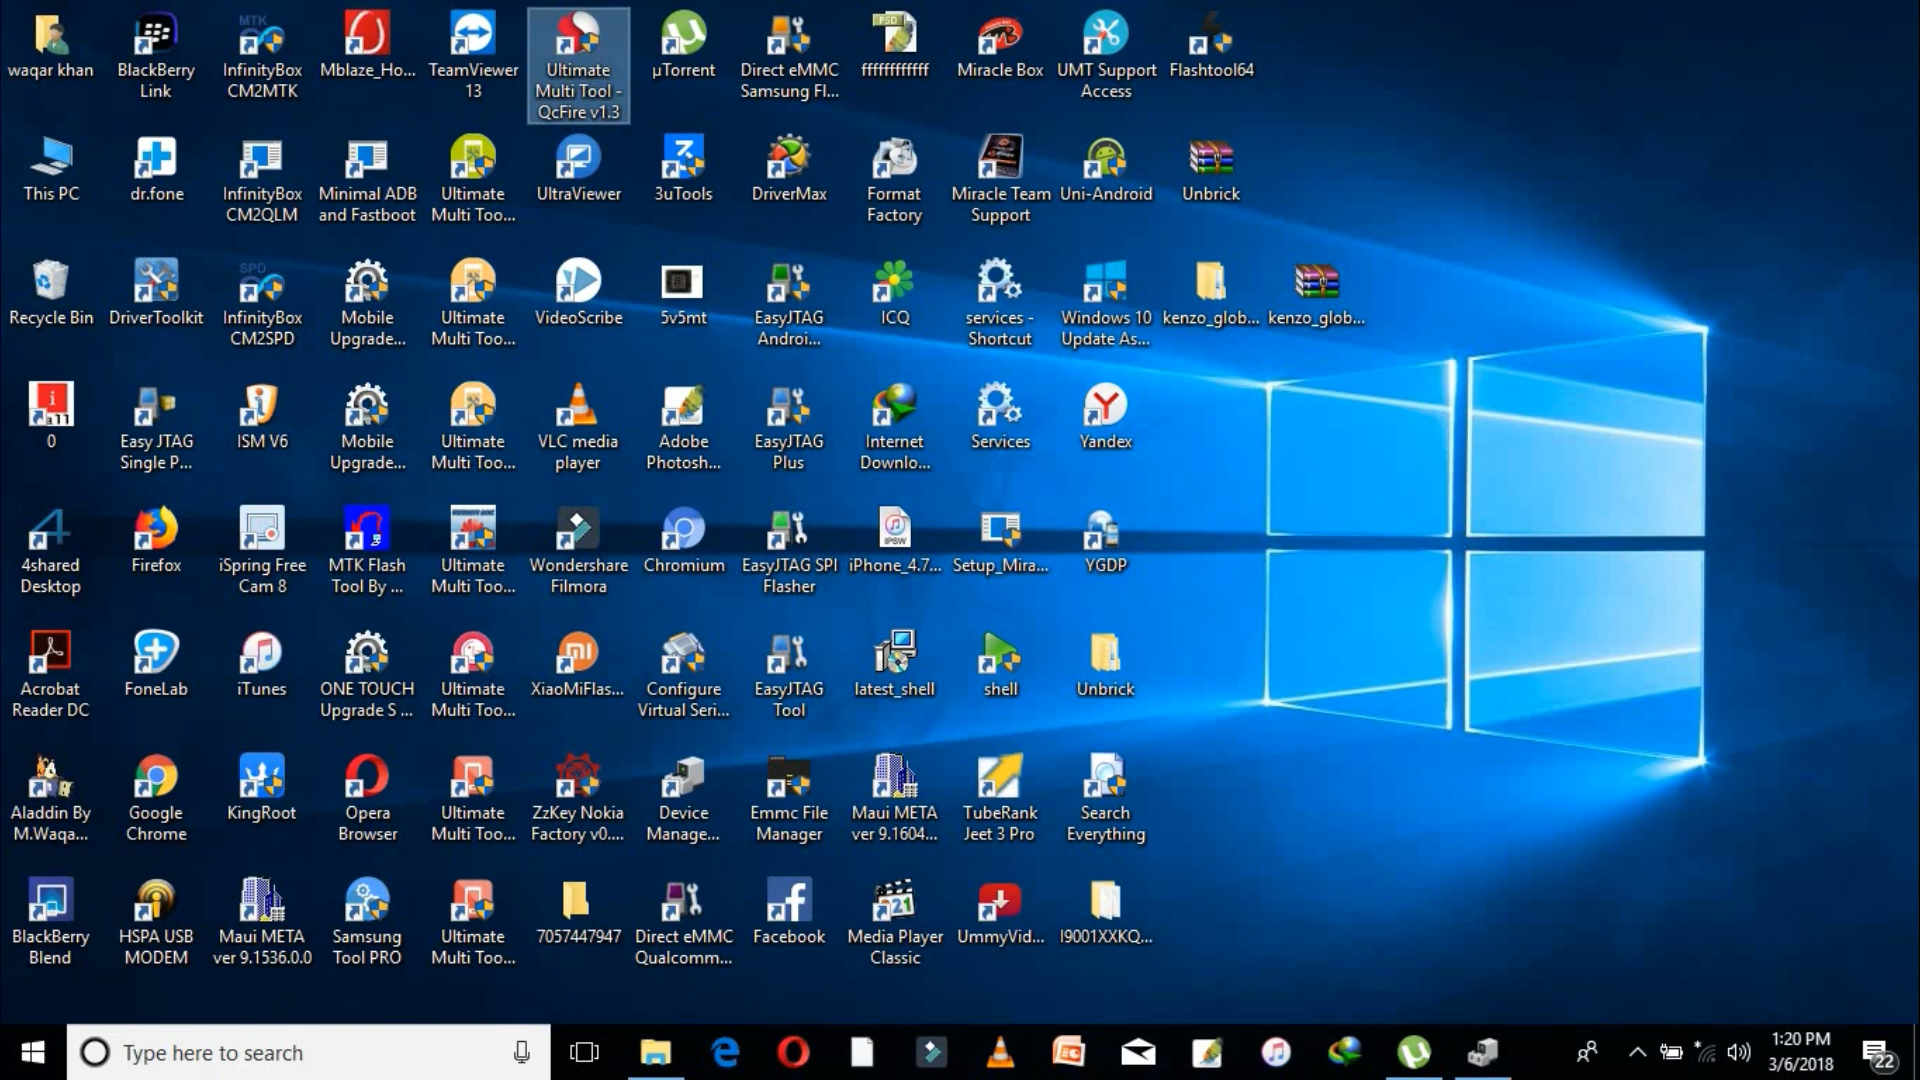 waqar khan
BlackBerry
Link
InfinityBox
CM2MTK
Mblaze_Ho...
TeamViewer
13
Ultimate
Multi Tool -
QcFire v1.3
µTorrent
Direct eMMC
Samsung Fl...
ffffffffffff
Miracle Box
UMT Support
Access
Flashtool64
This PC
dr.fone
InfinityBox
CM2QLM
Minimal ADB
and Fastboot
Ultimate
Multi Too...
UltraViewer
3uTools
DriverMax
Format
Factory
Miracle Team
Support
Uni-Android
Unbrick
Recycle Bin
DriverToolkit
InfinityBox
CM2SPD
Mobile
Upgrade...
Ultimate
Multi Too...
VideoScribe
5v5mt
EasyJTAG
Androi...
ICQ
services -
Shortcut
Windows 10
Update As...
kenzo_glob...
kenzo_glob...
0
Easy JTAG
Single P...
ISM V6
Mobile
Upgrade...
Ultimate
Multi Too...
VLC media
player
Adobe
Photosh...
EasyJTAG
Plus
Internet
Downlo...
Services
Yandex
4shared
Desktop
Firefox
iSpring Free
Cam 8
MTK Flash
Tool By ...
Ultimate
Multi Too...
Wondershare
Filmora
Chromium
EasyJTAG SPI
Flasher
iPhone_4.7...
Setup_Mira...
YGDP
Acrobat
Reader DC
FoneLab
iTunes
ONE TOUCH
Upgrade S ...
Ultimate
Multi Too...
XiaoMiFlas...
Configure
Virtual Seri...
EasyJTAG
Tool
latest_shell
shell
Unbrick
Aladdin By
M.Waqa...
Google
Chrome
KingRoot
Opera
Browser
Ultimate
Multi Too...
ZzKey Nokia
Factory v0....
Device
Manage...
Emmc File
Manager
Maui META
ver 9.1604...
TubeRank
Jeet 3 Pro
Search
Everything
BlackBerry
Blend
HSPA USB
MODEM
Maui META
ver 9.1536.0.0
Samsung
Tool PRO
Ultimate
Multi Too...
7057447947
Direct eMMC
Qualcomm...
Facebook
Media Player
Classic
UmmyVid...
I9001XXKQ...
Type here to search
1:20 PM
3/6/2018
22